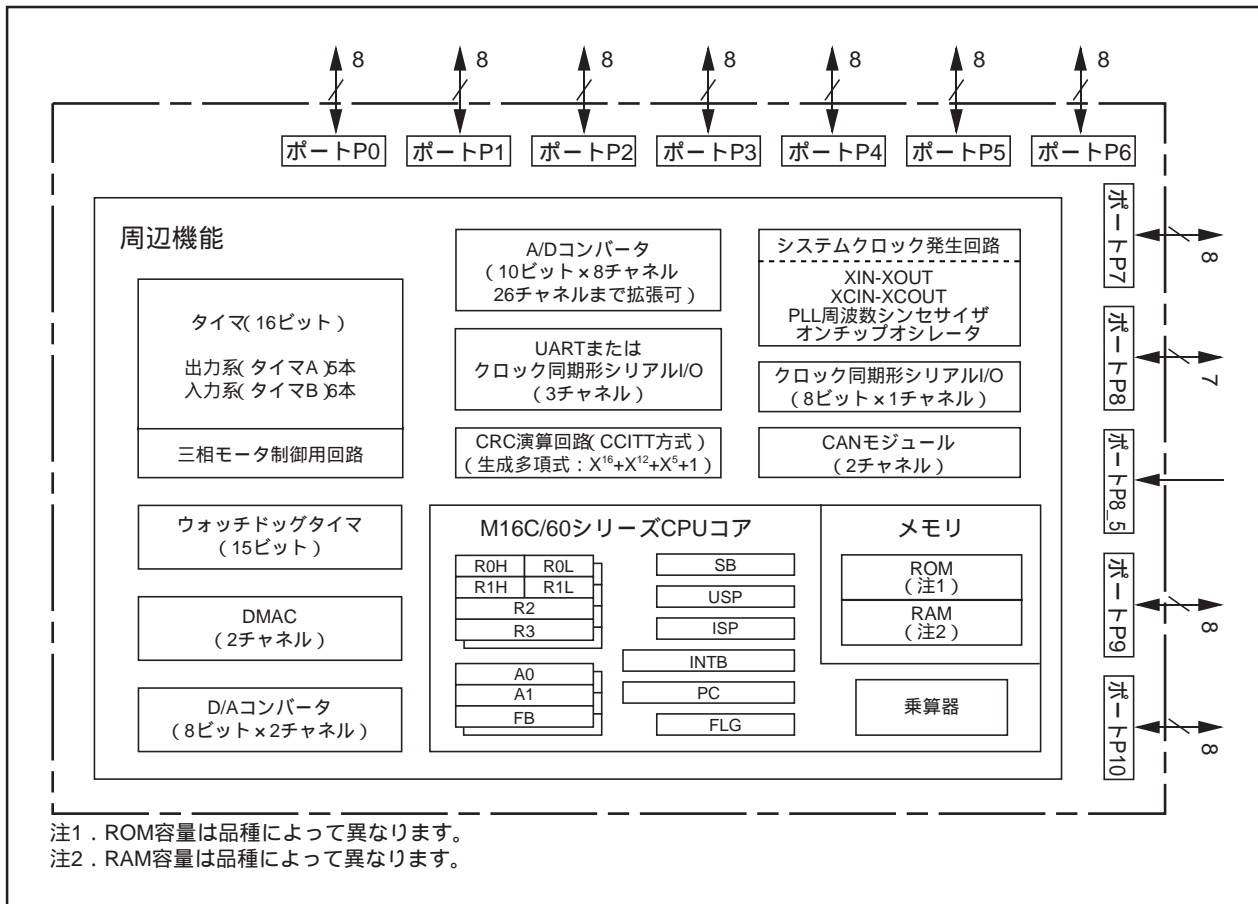 8 8 8 8 8 8 8
ポートP0 ポートP1 ポートP2 ポートP3 ポートP4 ポートP5 ポートP6
周辺機能
タイマ(16ビット)
出力系(タイマA)5本
入力系(タイマB)6本
三相モータ制御用回路
ウォッチドッグタイマ
(15ビット)
DMAC
(2チャネル)
D/Aコンバータ
(8ビット×2チャネル)
A/Dコンバータ
(10ビット×8チャネル
26チャネルまで拡張可)
UARTまたは
クロック同期形シリアルI/O
(3チャネル)
CRC演算回路(CCITT方式)
(生成多項式:X¹⁶+X¹²+X⁵+1)
システムクロック発生回路
XIN-XOUT
XCIN-XCOUT
PLL周波数シンセサイザ
オンチップオシレータ
クロック同期形シリアルI/O
(8ビット×1チャネル)
CANモジュール
(2チャネル)
M16C/60シリーズCPUコア
R0H R0L
R1H R1L
R2
R3
A0
A1
FB
SB
USP
ISP
INTB
PC
FLG
メモリ
ROM
(注1)
RAM
(注2)
乗算器
ポートP7
8
ポートP8
7
ポートP8_5
ポートP9
8
ポートP10
8
注1.ROM容量は品種によって異なります。
注2.RAM容量は品種によって異なります。